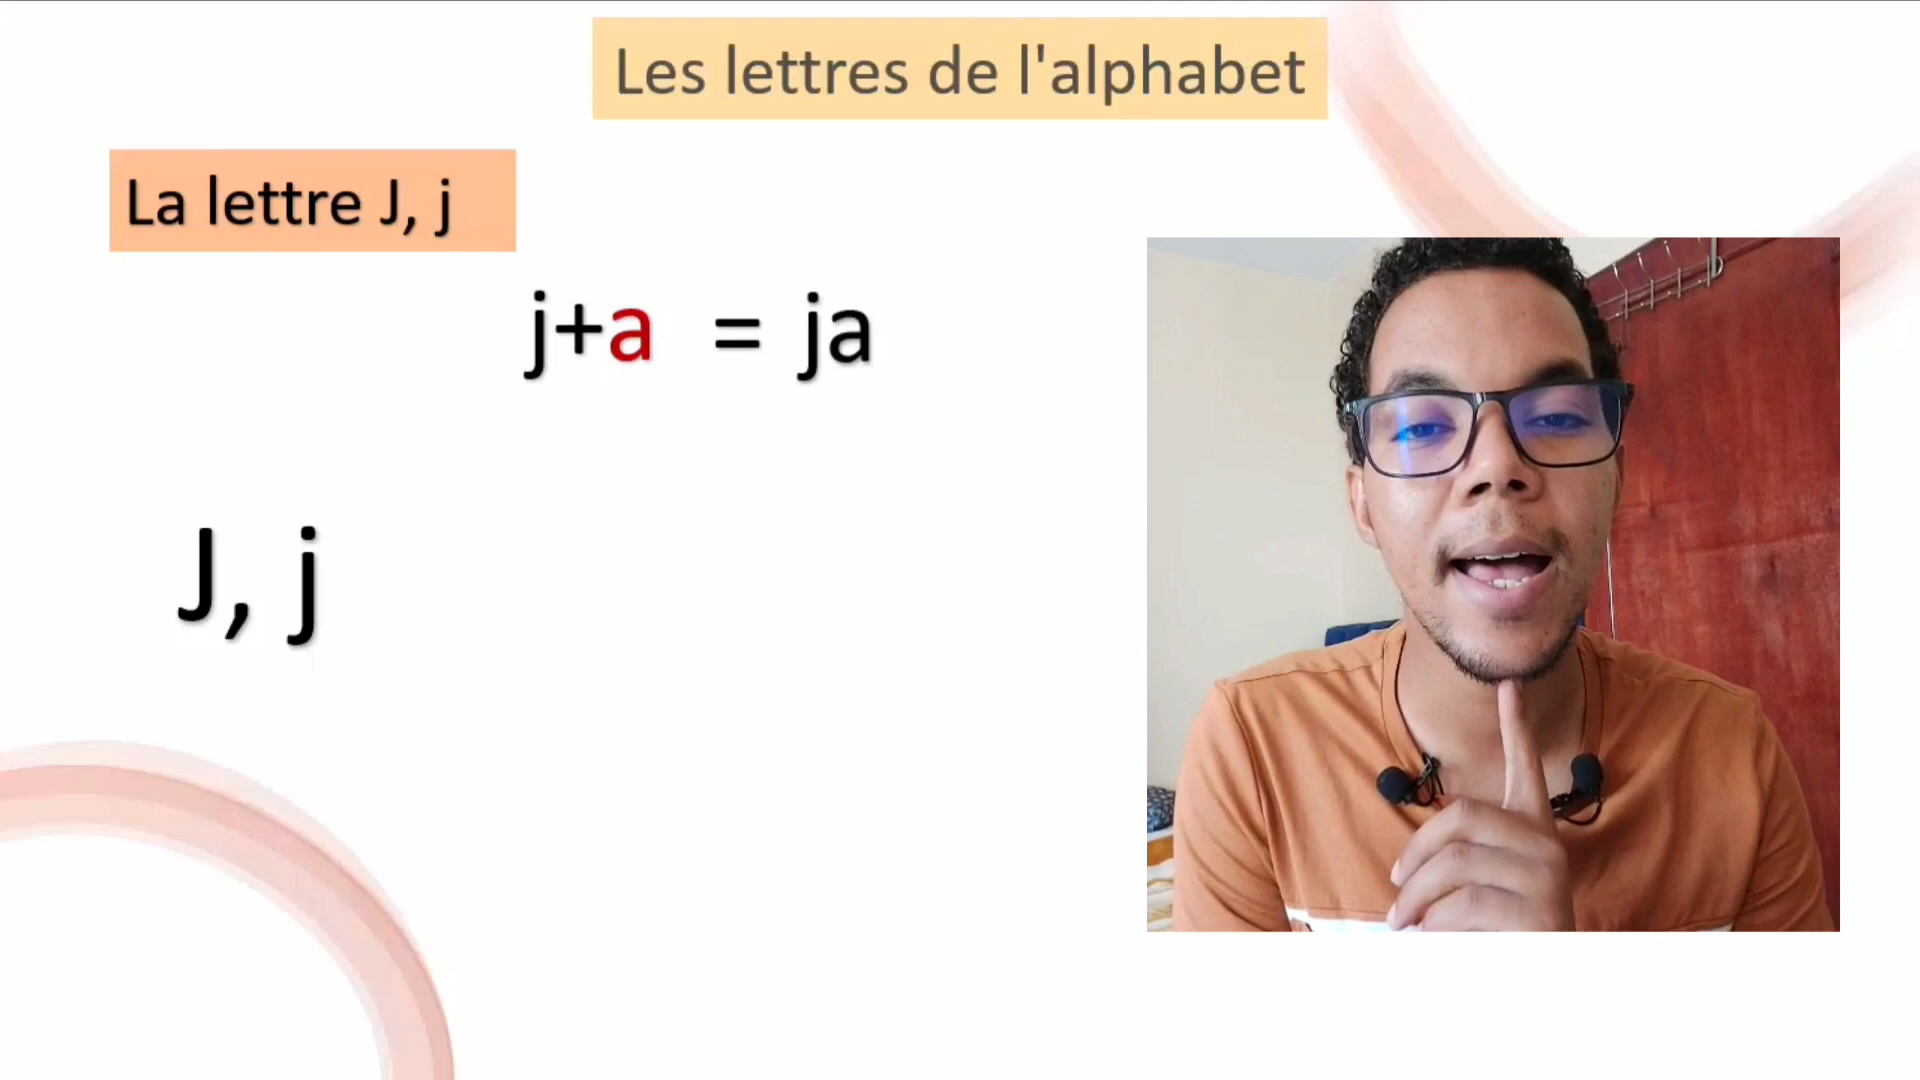 Les lettres de l'alphabet
La lettre J, j
j+a = ja
J, j